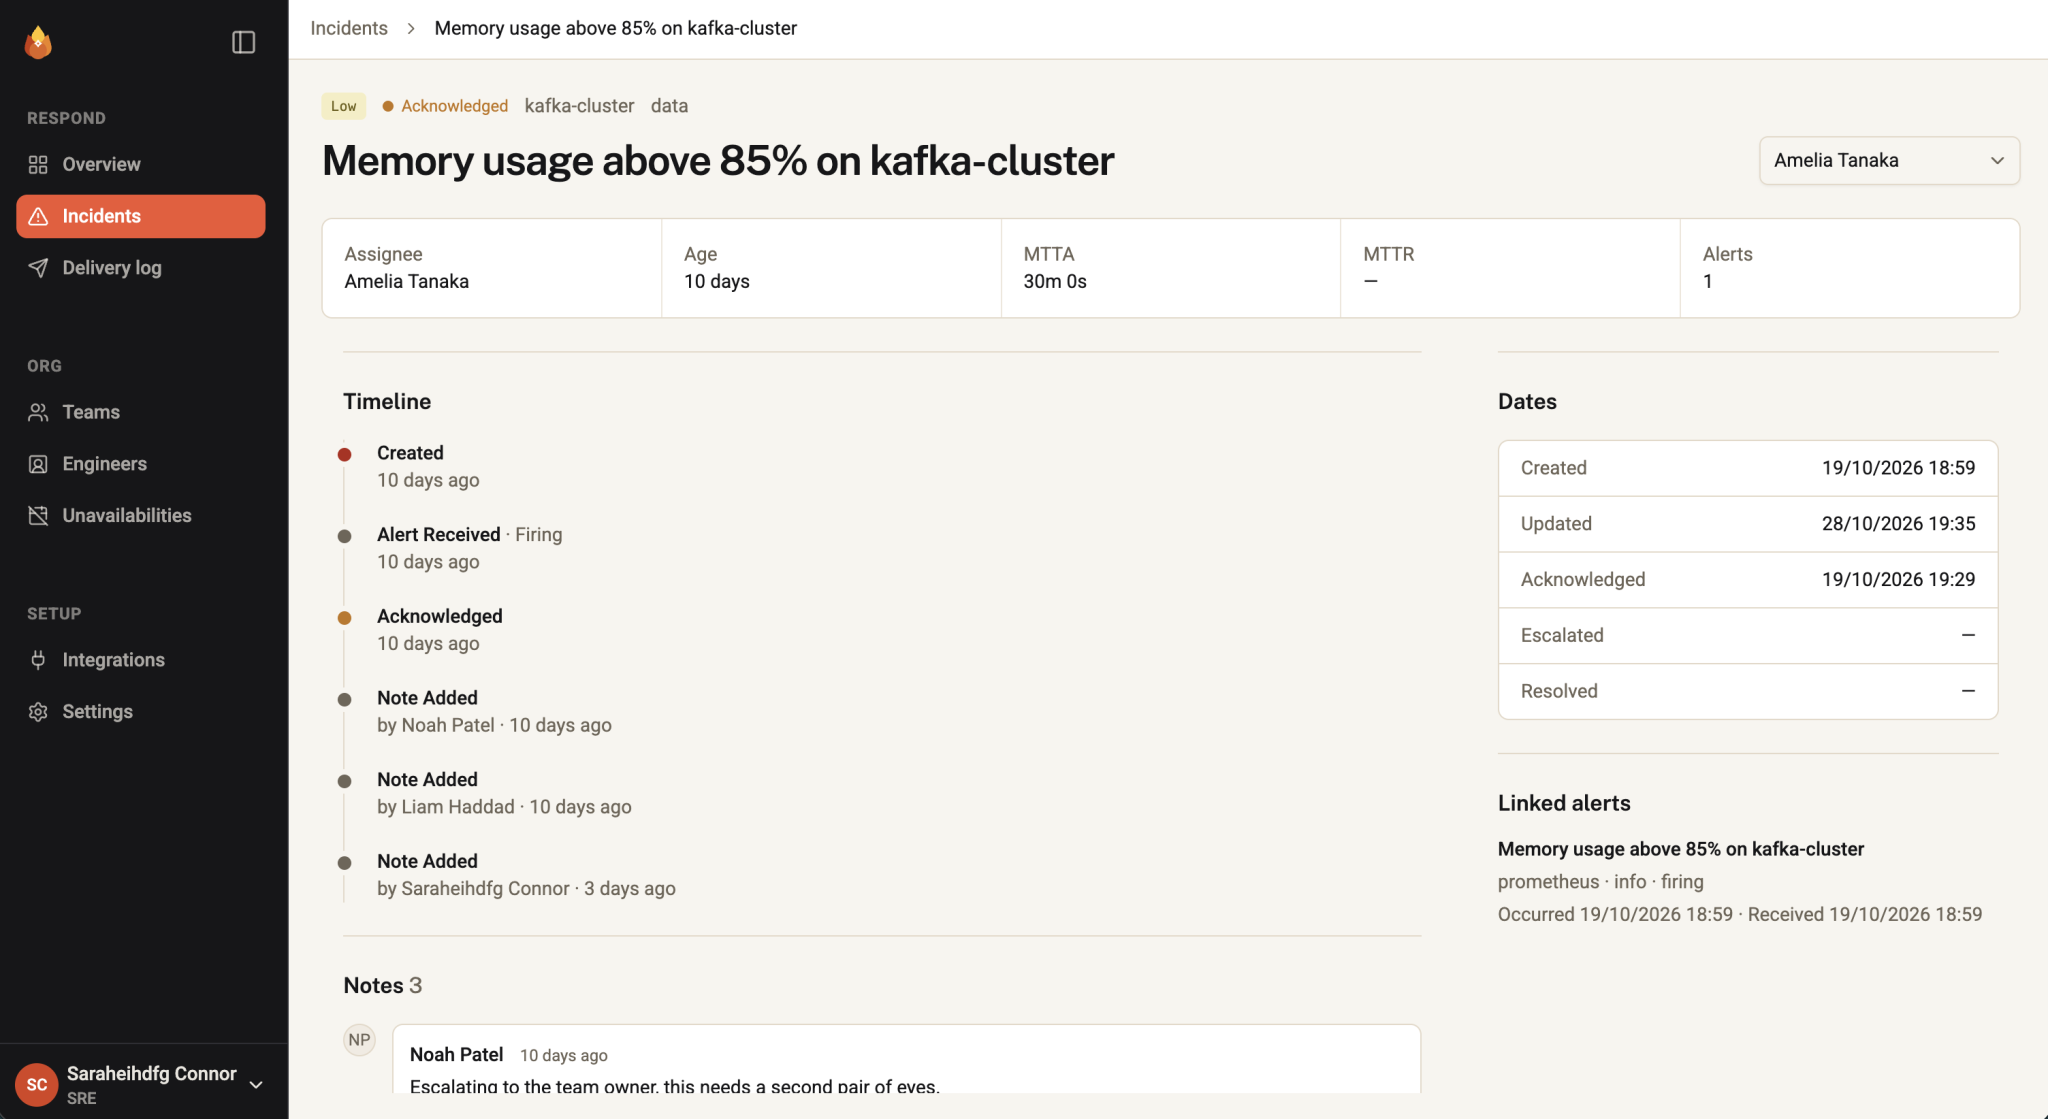 Incidents > Memory usage above 85% on kafka-cluster
RESPOND
Overview
Incidents
Delivery log
ORG
Teams
Engineers
Unavailabilities
SETUP
Integrations
Settings
SC
Saraheihdfg Connor
SRE
Low Acknowledged kafka-cluster data
Memory usage above 85% on kafka-cluster
Amelia Tanaka
Assignee
Amelia Tanaka
Age
10 days
MTTA
30m 0s
MTTR
—
Alerts
1
Timeline
Created
10 days ago
Alert Received · Firing
10 days ago
Acknowledged
10 days ago
Note Added
by Noah Patel · 10 days ago
Note Added
by Liam Haddad · 10 days ago
Note Added
by Saraheihdfg Connor · 3 days ago
Notes 3
NP
Noah Patel 10 days ago
Escalating to the team owner, this needs a second pair of eyes.
Dates
Created 19/10/2026 18:59
Updated 28/10/2026 19:35
Acknowledged 19/10/2026 19:29
Escalated —
Resolved —
Linked alerts
Memory usage above 85% on kafka-cluster
prometheus · info · firing
Occurred 19/10/2026 18:59 · Received 19/10/2026 18:59